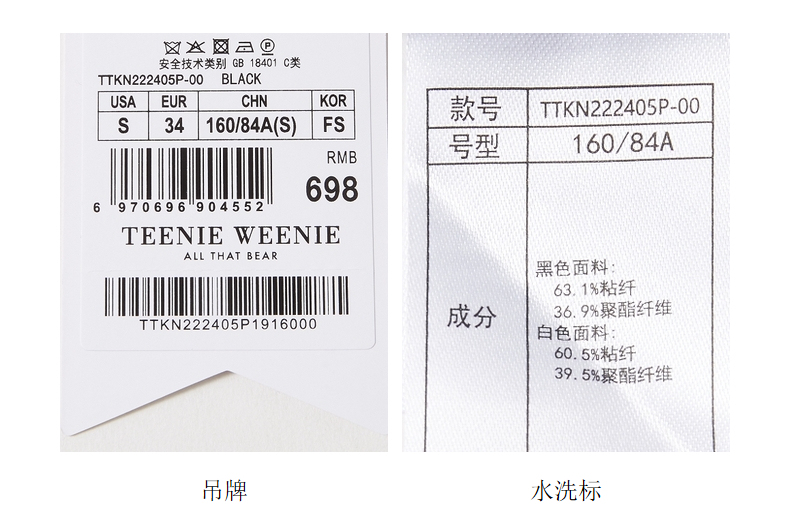 安全技术类别 GB 18401 C类
TTKN222405P-00 BLACK
USA EUR CHN KOR
S 34 160/84A(S) FS
RMB
698
6 970696 904552
TEENIE WEENIE
ALL THAT BEAR
TTKN222405P1916000
吊牌
款号 TTKN222405P-00
号型 160/84A
成分
黑色面料:
63.1%粘纤
36.9%聚酯纤维
白色面料:
60.5%粘纤
39.5%聚酯纤维
水洗标